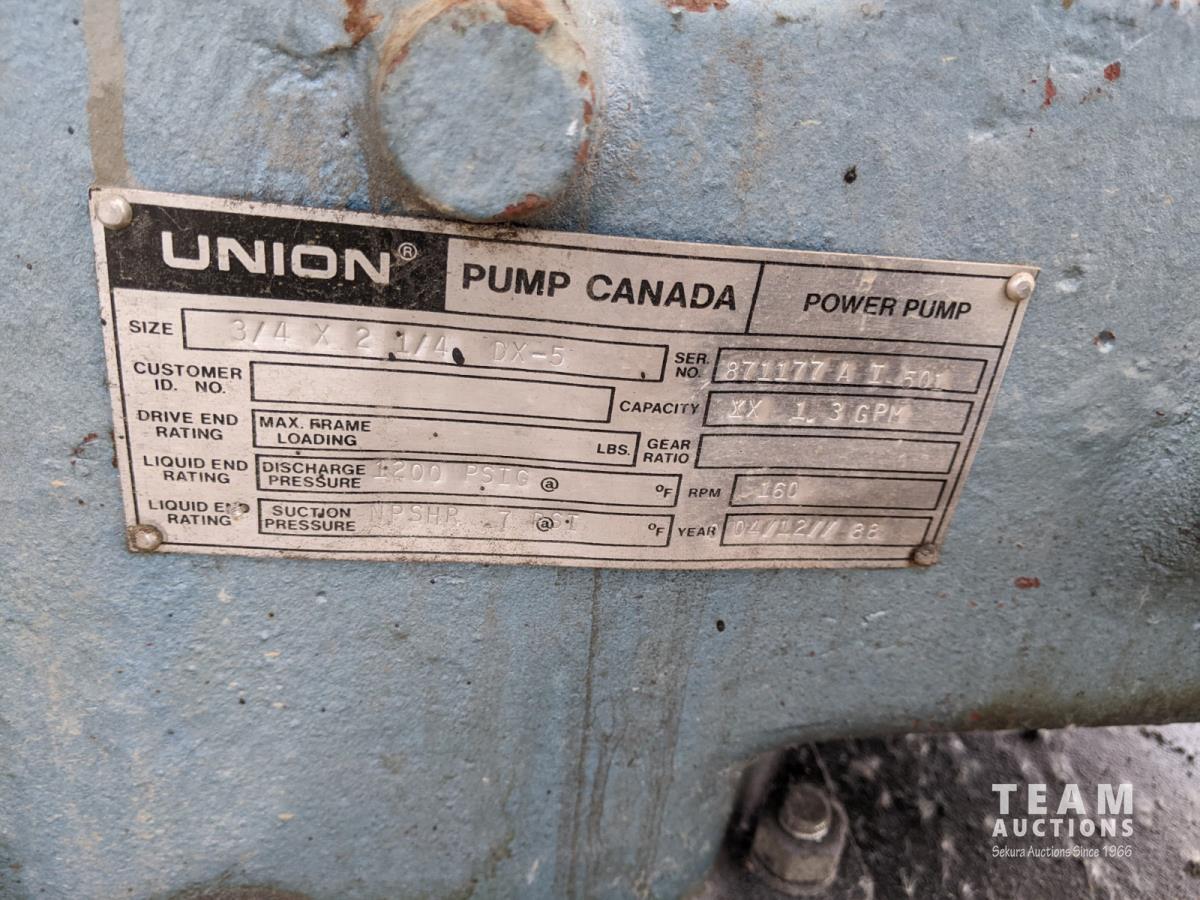 UNION® PUMP CANADA POWER PUMP
SIZE 3/4 X 2 1/4 DX-5 SER. NO. 871177 A I 501
CUSTOMER ID. NO. CAPACITY 1.3 GPM
DRIVE END RATING MAX. FRAME LOADING LBS. GEAR RATIO
LIQUID END RATING DISCHARGE PRESSURE 1200 PSIG @ °F RPM 160
LIQUID END RATING SUCTION PRESSURE NPSHR 7 PSI @ °F YEAR 04/12// 88
TEAM
AUCTIONS
Sekura Auctions Since 1966